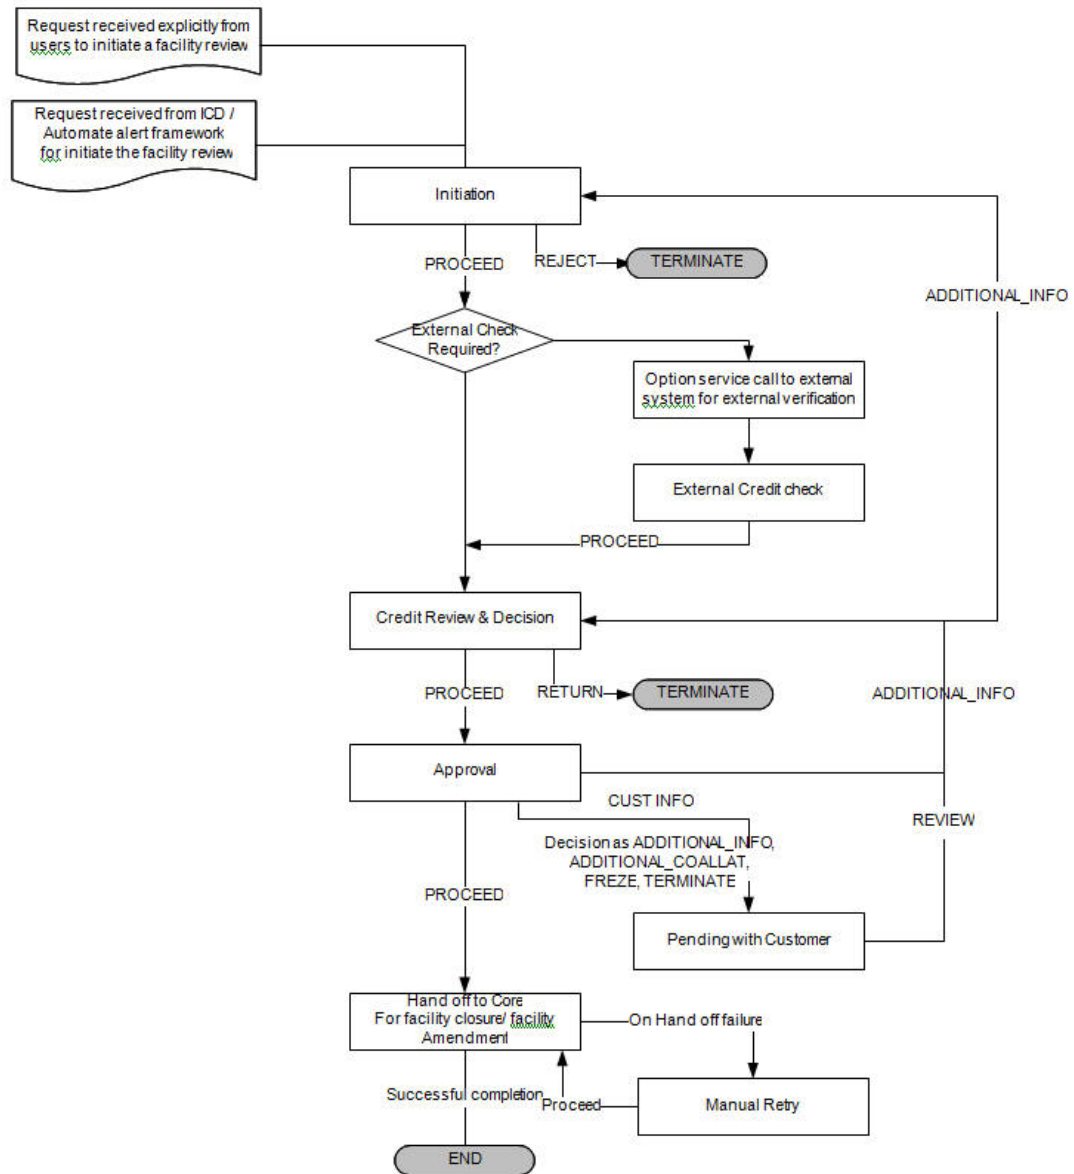 Request received explicitly from
users to initiate a facility review
Request received from ICD /
Automate alert framework
for initiate the facility review
Initiation
PROCEED
REJECT
TERMINATE
ADDITIONAL_INFO
External Check
Required?
Option service call to external
system for external verification
External Credit check
PROCEED
Credit Review & Decision
PROCEED
RETURN
TERMINATE
ADDITIONAL_INFO
Approval
CUST INFO
REVIEW
Decision as ADDITIONAL_INFO,
ADDITIONAL_COALLAT,
FREZE, TERMINATE
PROCEED
Pending with Customer
Hand off to Core
For facility closure/ facility
Amendment
On Hand off failure
Successful completion
Proceed
Manual Retry
END